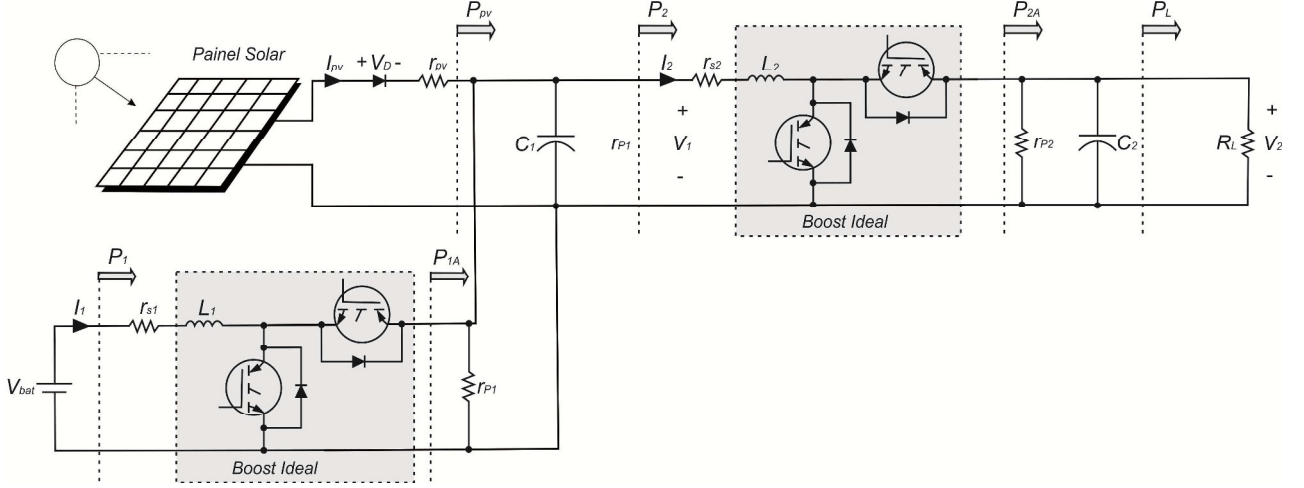 P_pv
P_2
P_2A
P_L
Painel Solar
I_pv
+ V_D -
r_pv
I_2
r_s2
L_2
+
+
C_1
r_P1
V_1
r_P2
C_2
R_L
V_2
-
-
Boost Ideal
P_1
P_1A
I_1
r_s1
L_1
V_bat
r_P1
Boost Ideal